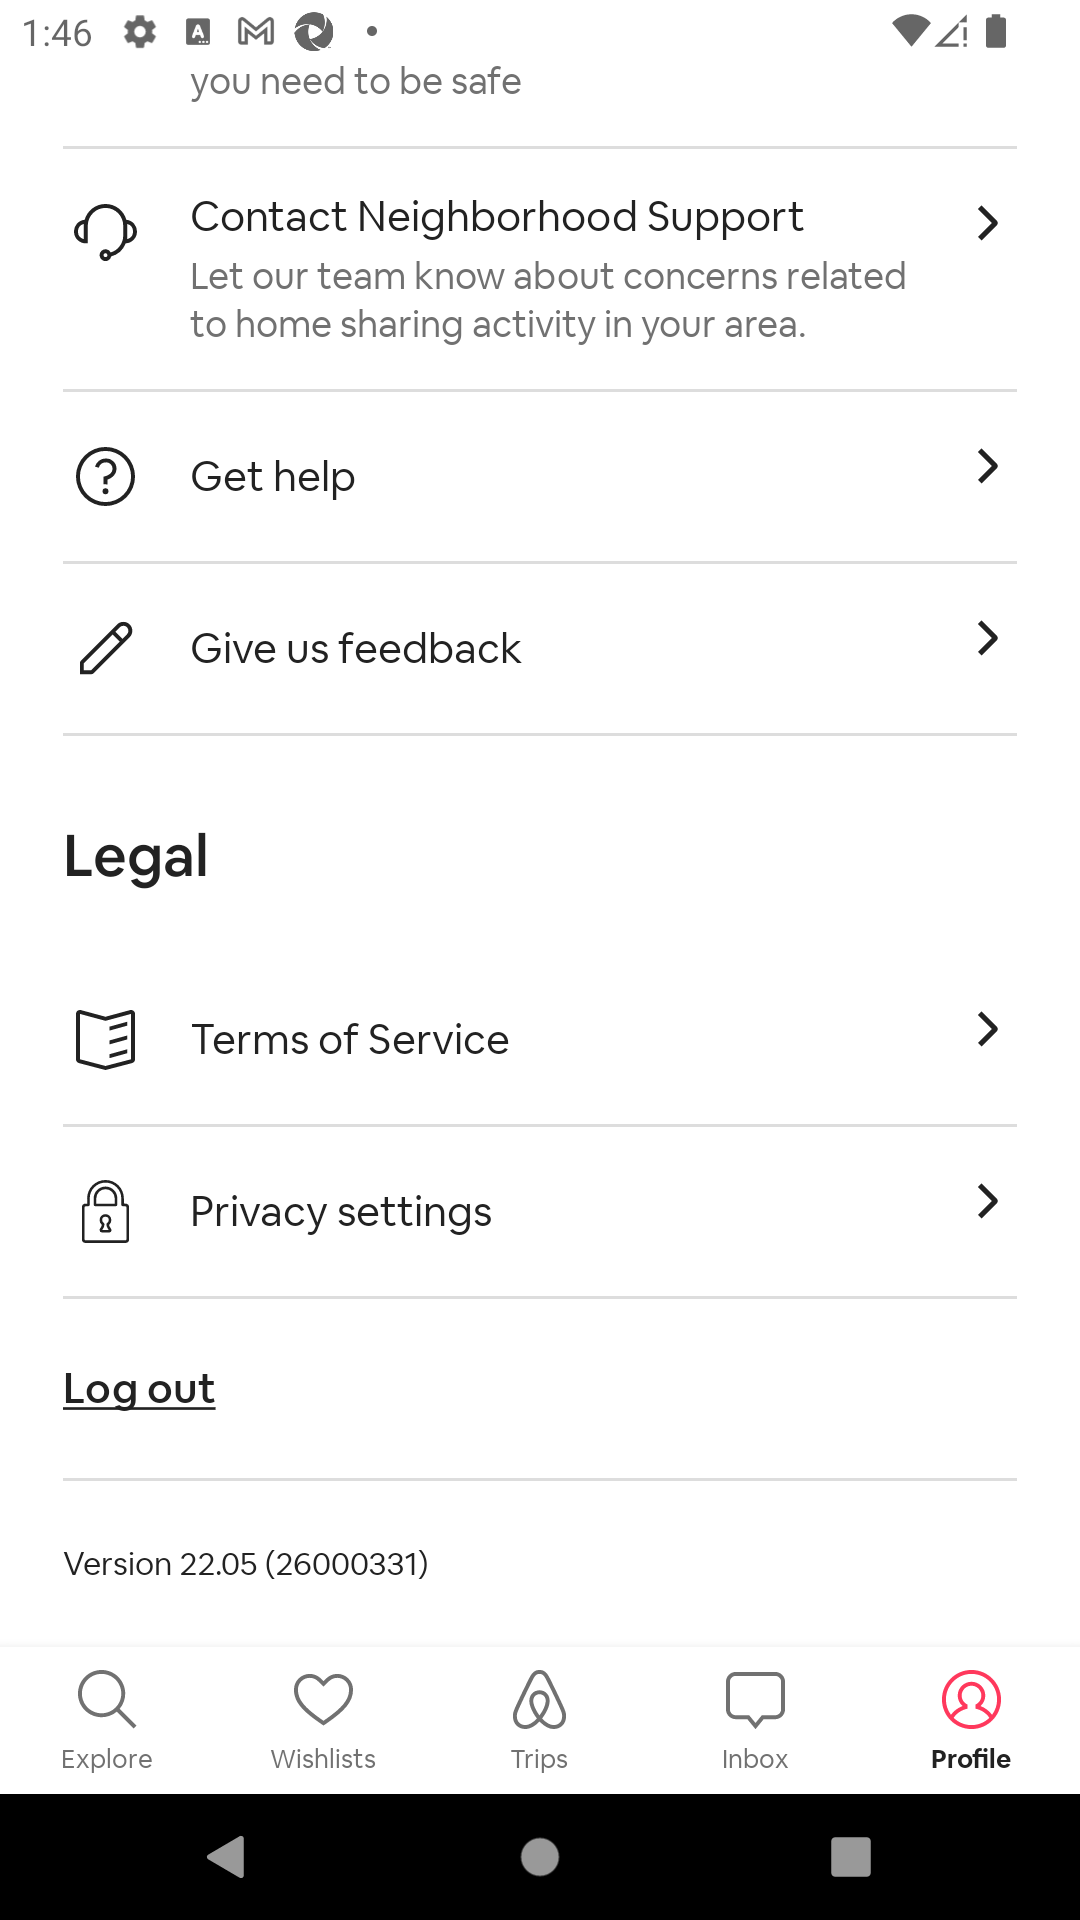 1:46
you need to be safe
Contact Neighborhood Support
Let our team know about concerns related
to home sharing activity in your area.
Get help
Give us feedback
Legal
Terms of Service
Privacy settings
Log out
Version 22.05 (26000331)
Explore
Wishlists
Trips
Inbox
Profile